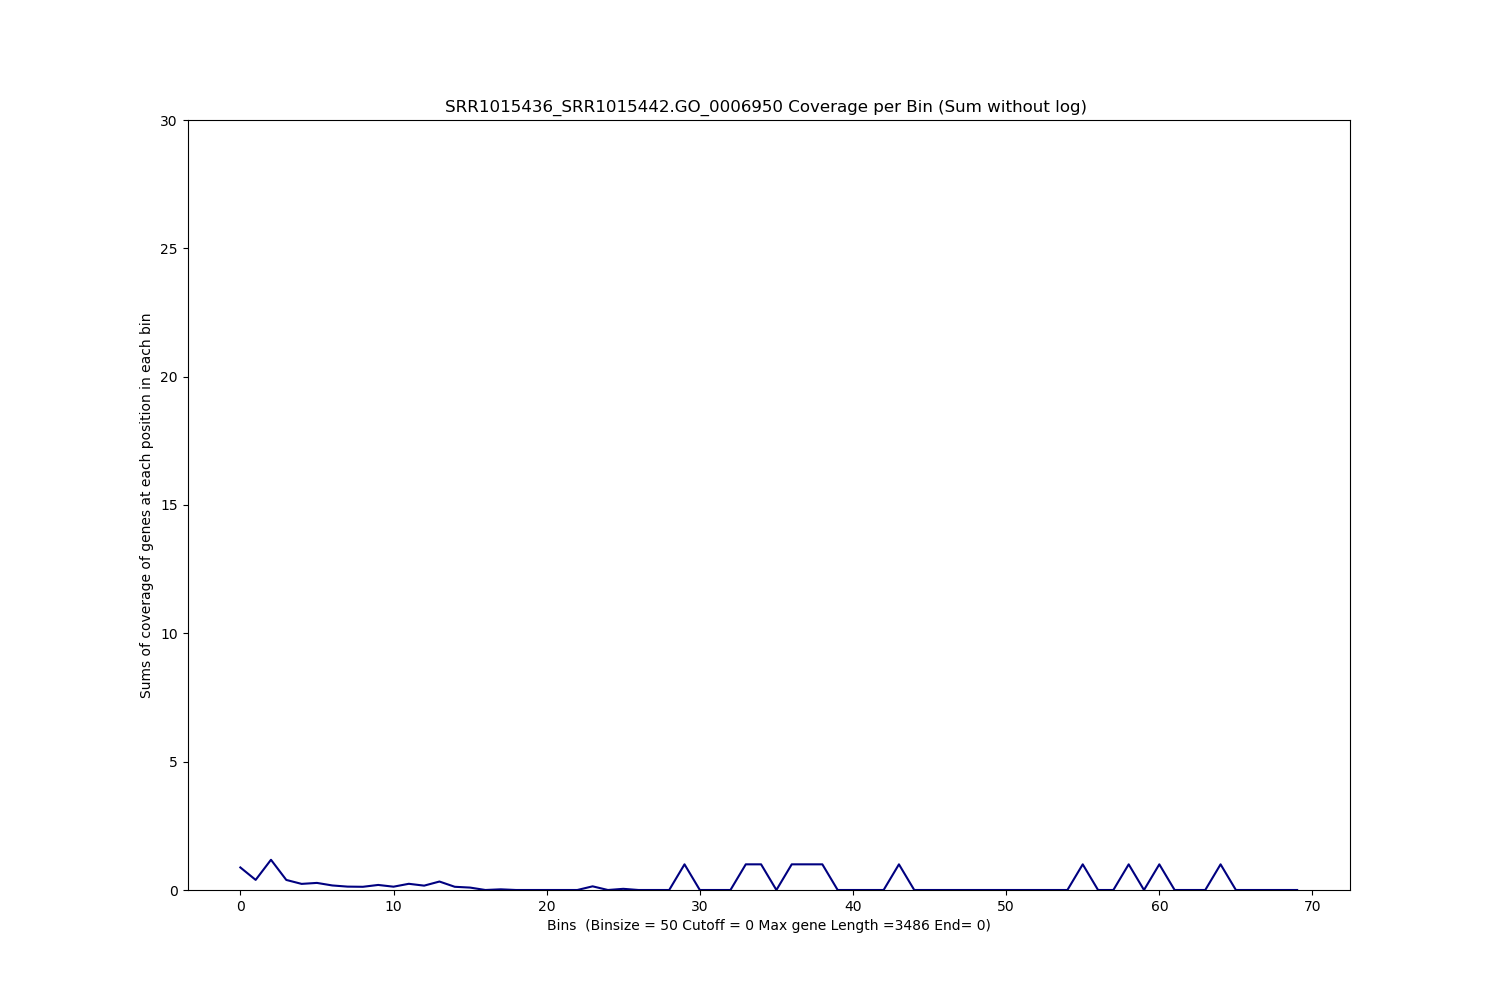 SRR1015436_SRR1015442.GO_0006950 Coverage per Bin (Sum without log)
30
25
20
15
10
5
0
Sums of coverage of genes at each position in each bin
0 10 20 30 40 50 60 70
Bins  (Binsize = 50 Cutoff = 0 Max gene Length =3486 End= 0)